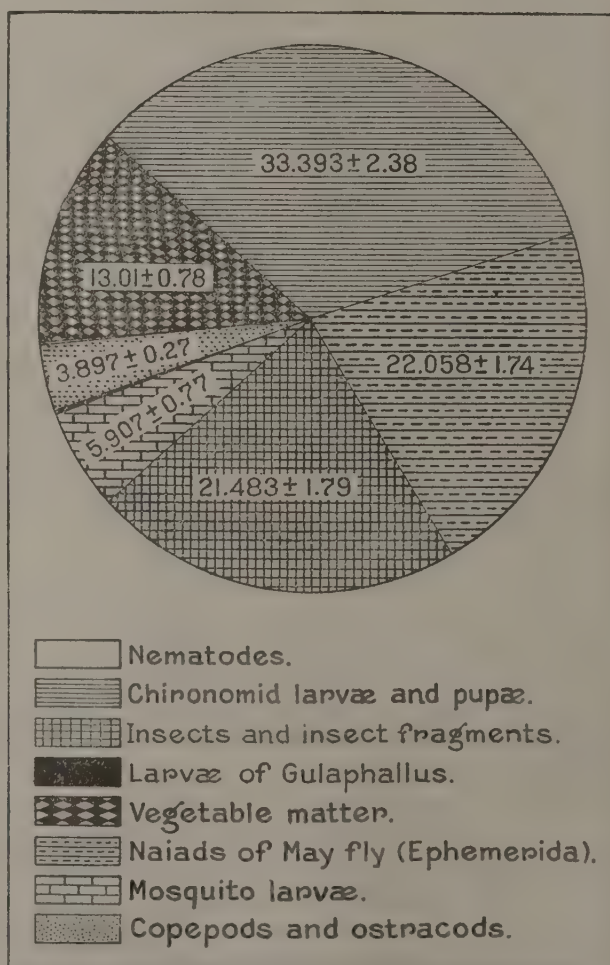 33.393±2.38
13.01±0.78
22.058±1.74
3.897±0.27
5.907±0.77
21.483±1.79
Nematodes.
Chironomid larvæ and pupæ.
Insects and insect fragments.
Larvæ of Gulaphallus.
Vegetable matter.
Naiads of May fly (Ephemerida).
Mosquito larvæ.
Copepods and ostracods.